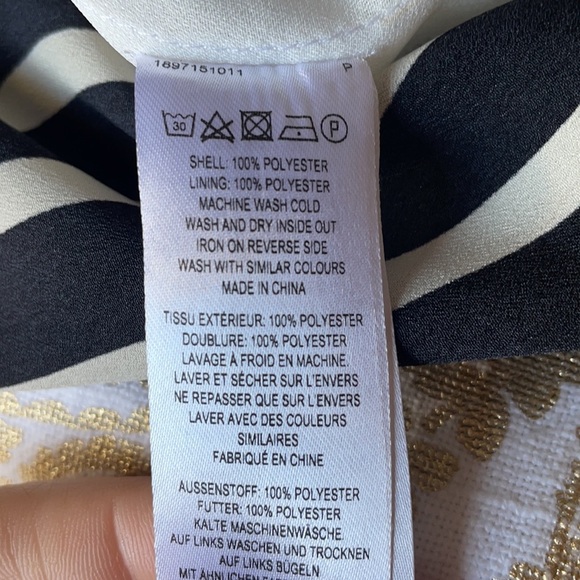 1897151011 P
30 P
SHELL: 100% POLYESTER
LINING: 100% POLYESTER
MACHINE WASH COLD
WASH AND DRY INSIDE OUT
IRON ON REVERSE SIDE
WASH WITH SIMILAR COLOURS
MADE IN CHINA
TISSU EXTÉRIEUR: 100% POLYESTER
DOUBLURE: 100% POLYESTER
LAVAGE À FROID EN MACHINE.
LAVER ET SÉCHER SUR L'ENVERS
NE REPASSER QUE SUR L'ENVERS
LAVER AVEC DES COULEURS
SIMILAIRES
FABRIQUÉ EN CHINE
AUSSENSTOFF: 100% POLYESTER
FUTTER: 100% POLYESTER
KALTE MASCHINENWÄSCHE.
AUF LINKS WASCHEN UND TROCKNEN
AUF LINKS BÜGELN
MIT ÄHNLICHEN